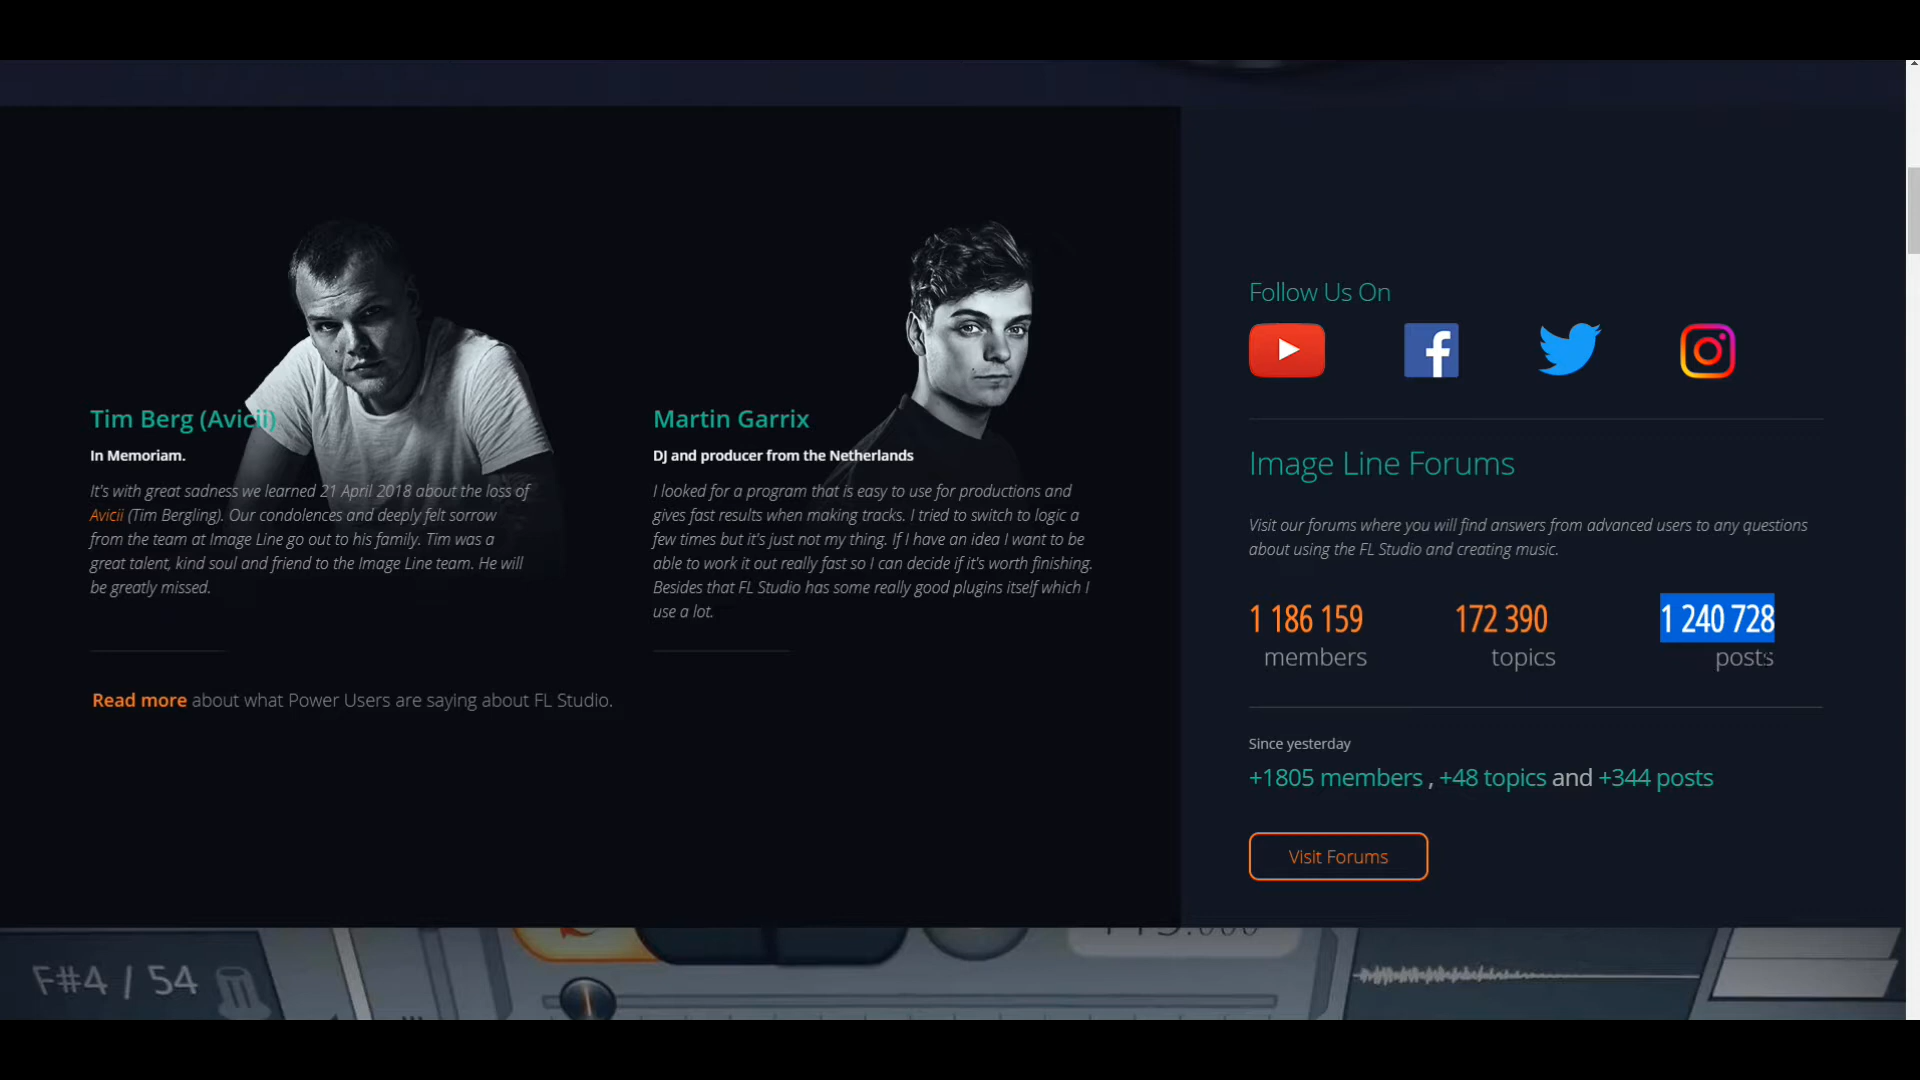 Tim Berg (Avicii)
In Memoriam.
It's with great sadness we learned 21 April 2018 about the loss of
Avicii (Tim Bergling). Our condolences and deeply felt sorrow
from the team at Image Line go out to his family. Tim was a
great talent, kind soul and friend to the Image Line team. He will
be greatly missed.
Martin Garrix
DJ and producer from the Netherlands
I looked for a program that is easy to use for productions and
gives fast results when making tracks. I tried to switch to logic a
few times but it's just not my thing. If I have an idea I want to be
able to work it out really fast so I can decide if it's worth finishing.
Besides that FL Studio has some really good plugins itself which I
use a lot.
Read more about what Power Users are saying about FL Studio.
Follow Us On
Image Line Forums
Visit our forums where you will find answers from advanced users to any questions
about using the FL Studio and creating music.
1 186 159 172 390 1 240 728
members topics posts
Since yesterday
+1805 members , +48 topics and +344 posts
Visit Forums
F#4 / 54